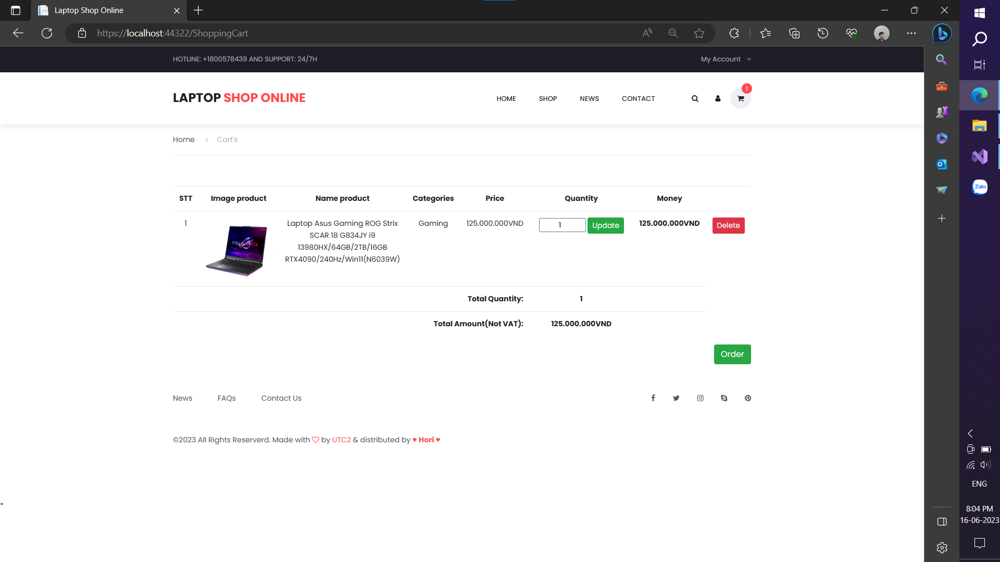 Laptop Shop Online
https://localhost:44322/ShoppingCart
HOTLINE: +1800578439 AND SUPPORT: 24/7H
My Account
LAPTOP SHOP ONLINE
HOME SHOP NEWS CONTACT
1
Home > Cart's
STT Image product Name product Categories Price Quantity Money
1 Laptop Asus Gaming ROG Strix Gaming 125.000.000VND 1 Update 125.000.000VND Delete
SCAR 18 G834JY i9
13980HX/64GB/2TB/16GB
RTX4090/240Hz/Win11(N6039W)
Total Quantity: 1
Total Amount(Not VAT): 125.000.000VND
Order
News FAQs Contact Us
©2023 All Rights Reserverd. Made with ♡ by UTC2 & distributed by ♥ Hori ♥
*
Zalo
ENG
8:04 PM
16-06-2023